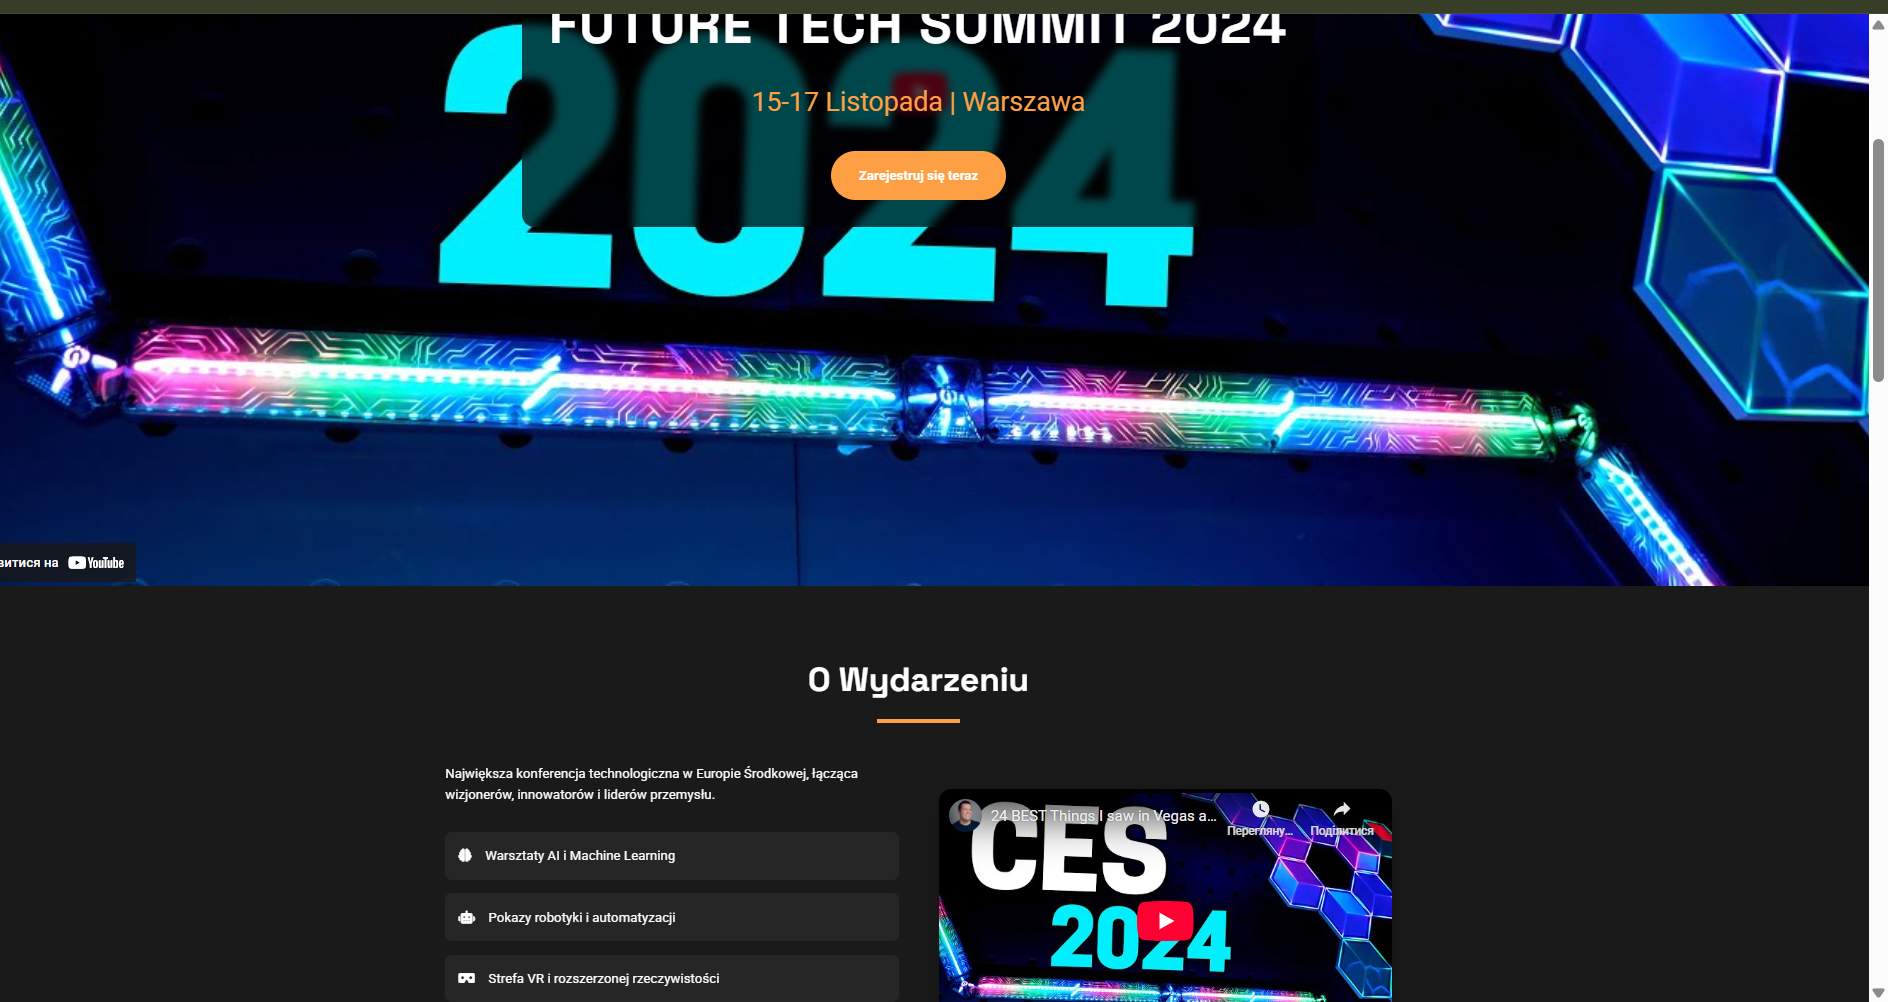 FUTURE TECH SUMMIT 2024
2024
15-17 Listopada | Warszawa
Zarejestruj się teraz
витися на YouTube
O Wydarzeniu
Największa konferencja technologiczna w Europie Środkowej, łącząca
wizjonerów, innowatorów i liderów przemysłu.
Warsztaty AI i Machine Learning
Pokazy robotyki i automatyzacji
Strefa VR i rozszerzonej rzeczywistości
24 BEST Things I saw in Vegas a...
Перегляну...
Поділитися
CES
2024